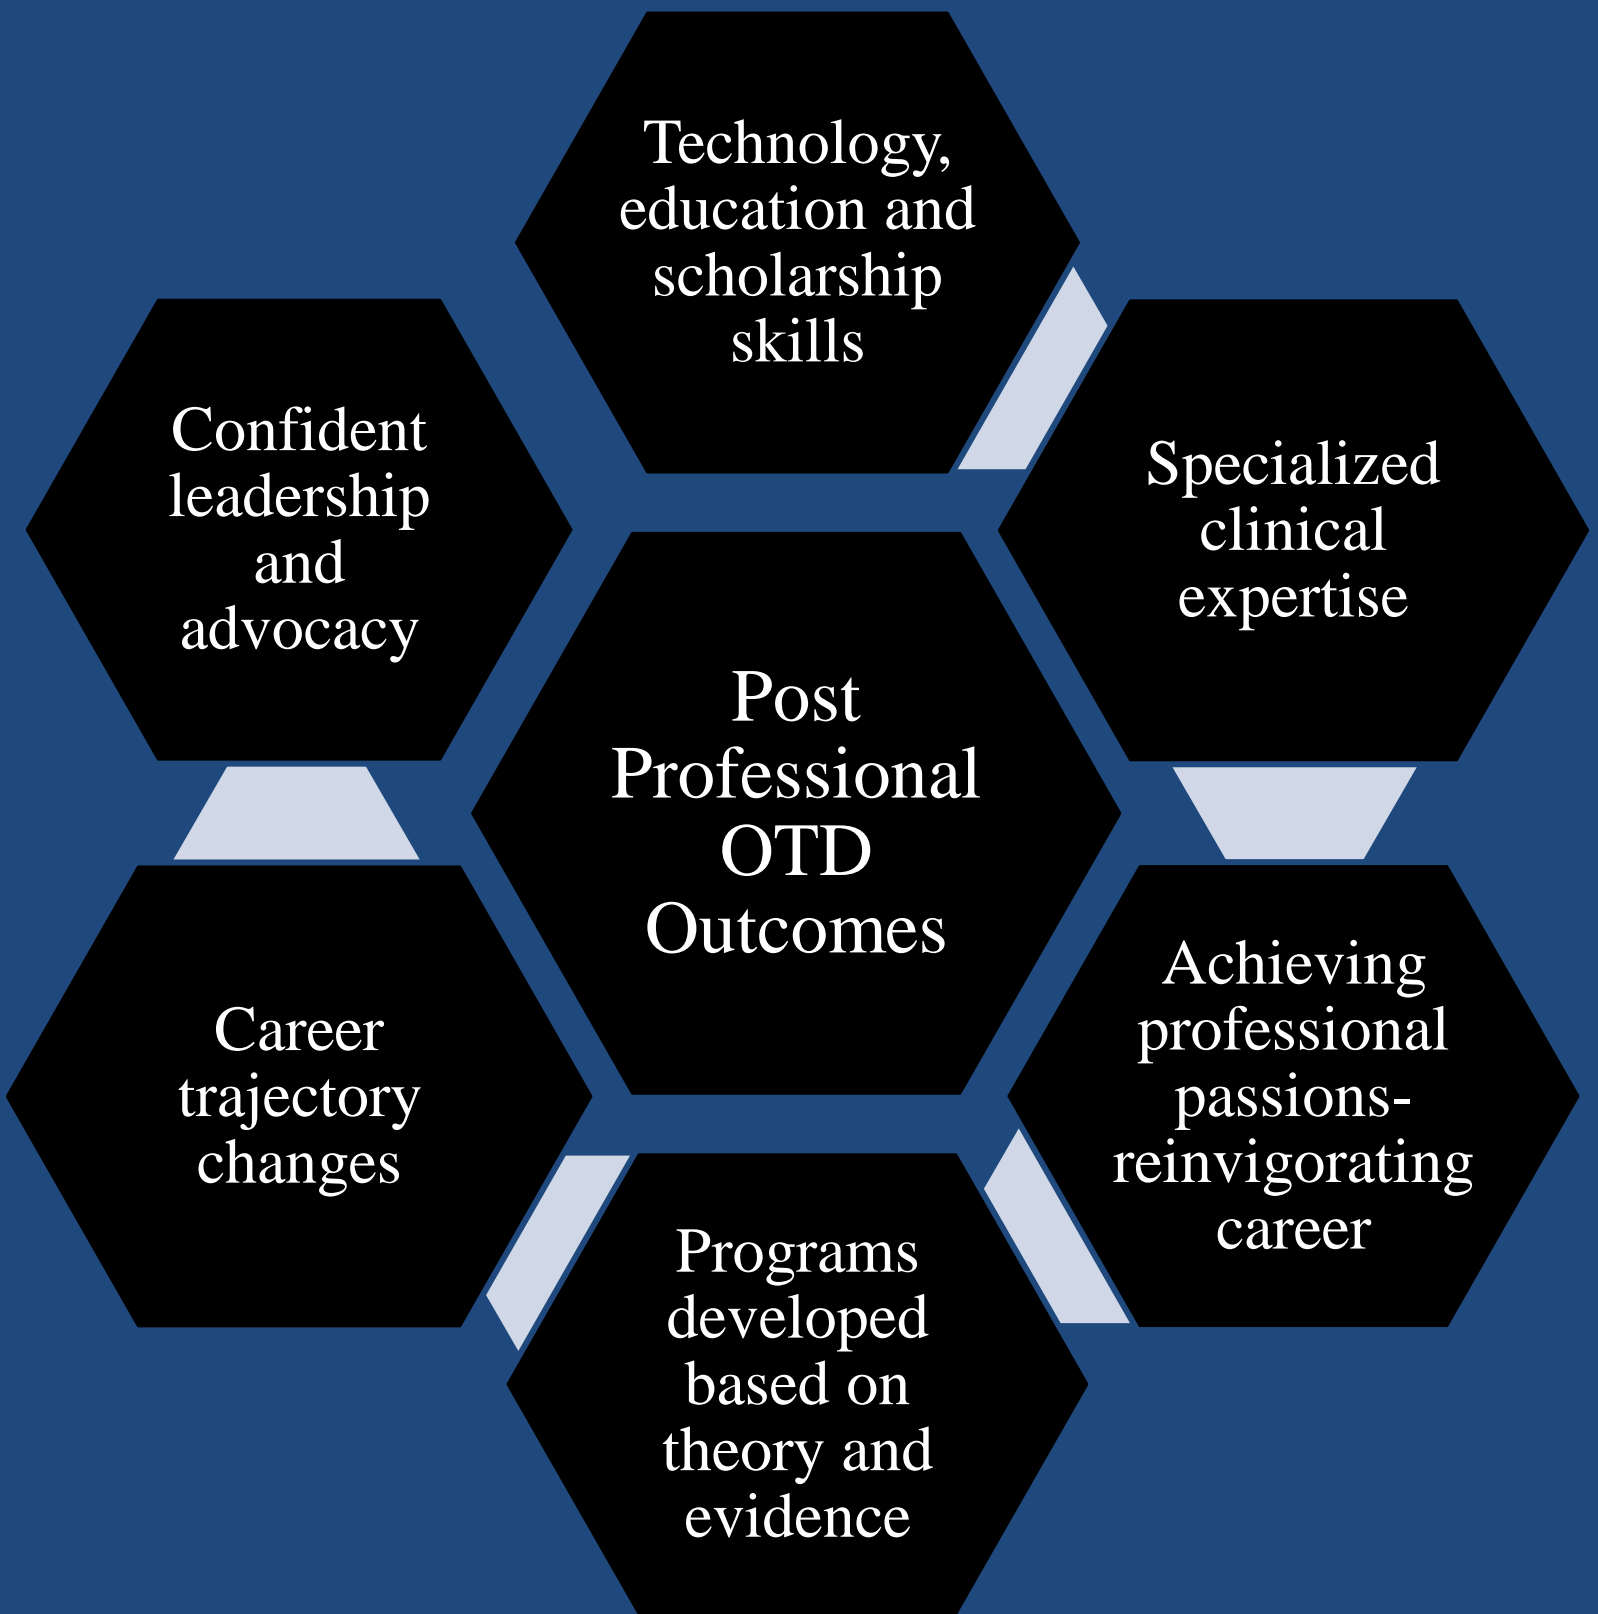 Technology,
education and
scholarship
skills
Confident
leadership
and
advocacy
Specialized
clinical
expertise
Post
Professional
OTD
Outcomes
Career
trajectory
changes
Achieving
professional
passions-
reinvigorating
career
Programs
developed
based on
theory and
evidence